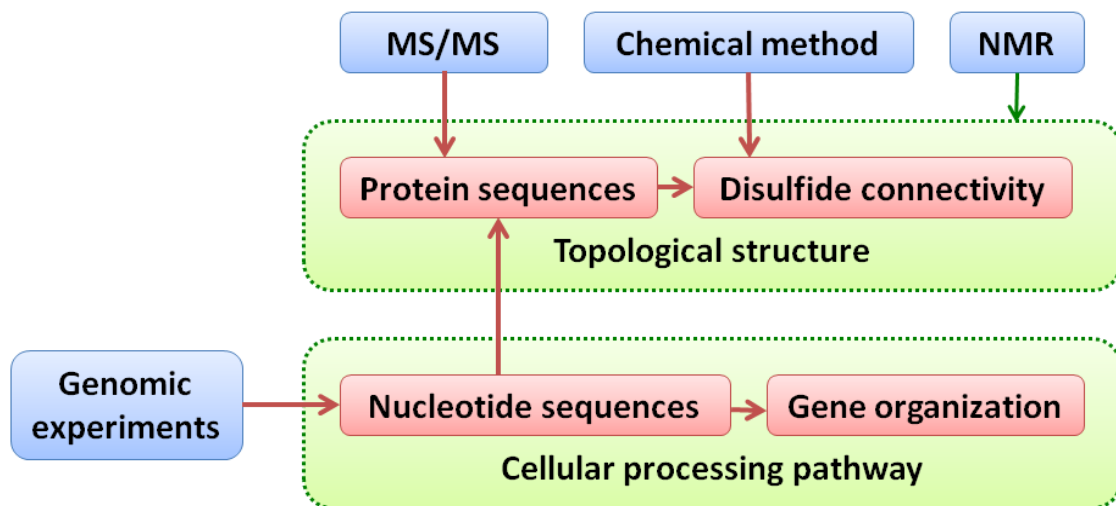 MS/MS
Chemical method
NMR
Protein sequences
Disulfide connectivity
Topological structure
Genomic
experiments
Nucleotide sequences
Gene organization
Cellular processing pathway